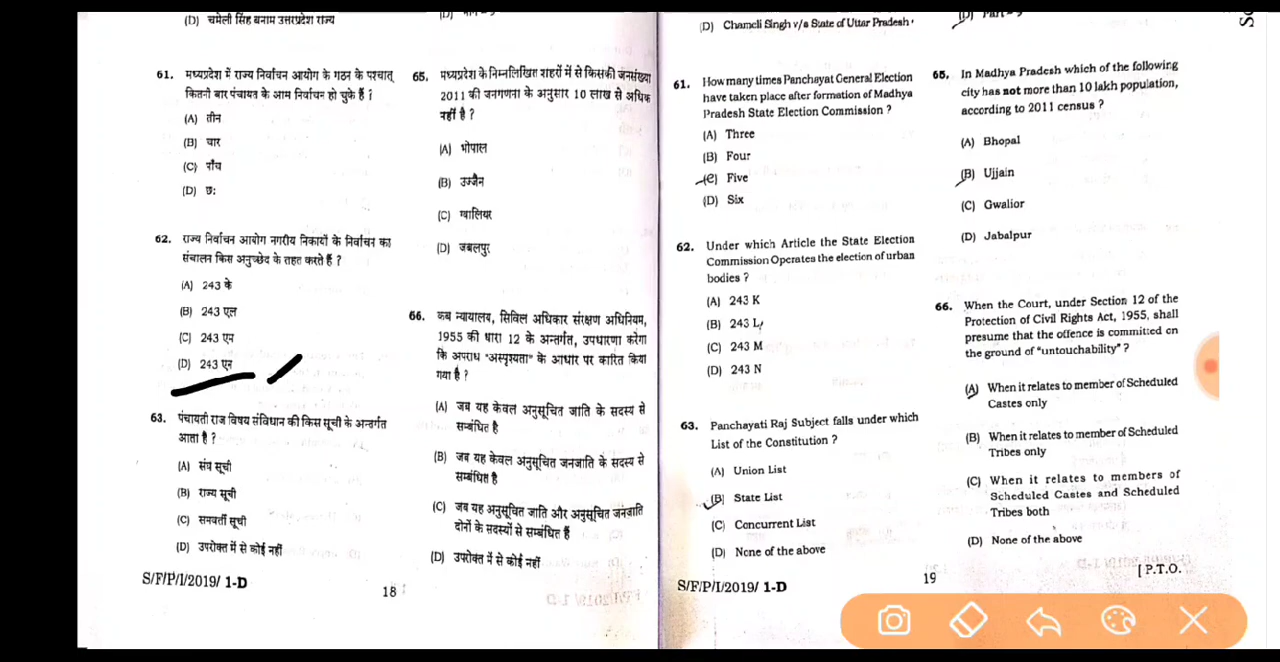 (D) चमेली सिंह बनाम उत्तरप्रदेश राज्य
61. मध्यप्रदेश में राज्य निर्वाचन आयोग के गठन के पश्चात्
कितनी बार पंचायत के आम निर्वाचन हो चुके हैं ?
(A) तीन
(B) चार
(C) पाँच
(D) छः
62. राज्य निर्वाचन आयोग नगरीय निकायों के निर्वाचन का
संचालन किस अनुच्छेद के तहत करते हैं ?
(A) 243 के
(B) 243 एल
(C) 243 एम
(D) 243 एन
63. पंचायती राज विषय संविधान की किस सूची के अन्तर्गत
आता है ?
(A) संघ सूची
(B) राज्य सूची
(C) समवर्ती सूची
(D) उपरोक्त में से कोई नहीं
S/F/P/I/2019/ 1-D
18
65. मध्यप्रदेश के निम्नलिखित शहरों में से किसकी जनसंख्या
2011 की जनगणना के अनुसार 10 लाख से अधिक
नहीं है ?
(A) भोपाल
(B) उज्जैन
(C) ग्वालियर
(D) जबलपुर
66. कब न्यायालय, सिविल अधिकार संरक्षण अधिनियम,
1955 की धारा 12 के अन्तर्गत, उपधारणा करेगा
कि अपराध "अस्पृश्यता" के आधार पर कारित किया
गया है ?
(A) जब यह केवल अनुसूचित जाति के सदस्य से
सम्बंधित है
(B) जब यह केवल अनुसूचित जनजाति के सदस्य से
सम्बंधित है
(C) जब यह अनुसूचित जाति और अनुसूचित जनजाति
दोनों के सदस्यों से सम्बंधित हैं
(D) उपरोक्त में से कोई नहीं
(D) Chameli Singh v/s State of Uttar Pradesh
61. How many times Panchayat General Election
have taken place after formation of Madhya
Pradesh State Election Commission ?
(A) Three
(B) Four
(C) Five
(D) Six
62. Under which Article the State Election
Commission Operates the election of urban
bodies ?
(A) 243 K
(B) 243 L
(C) 243 M
(D) 243 N
63. Panchayati Raj Subject falls under which
List of the Constitution ?
(A) Union List
(B) State List
(C) Concurrent List
(D) None of the above
S/F/P/I/2019/ 1-D
19
65. In Madhya Pradesh which of the following
city has not more than 10 lakh population,
according to 2011 census ?
(A) Bhopal
(B) Ujjain
(C) Gwalior
(D) Jabalpur
66. When the Court, under Section 12 of the
Protection of Civil Rights Act, 1955, shall
presume that the offence is committed on
the ground of "untouchability" ?
(A) When it relates to member of Scheduled
Castes only
(B) When it relates to member of Scheduled
Tribes only
(C) When it relates to members of
Scheduled Castes and Scheduled
Tribes both
(D) None of the above
[ P.T.O.